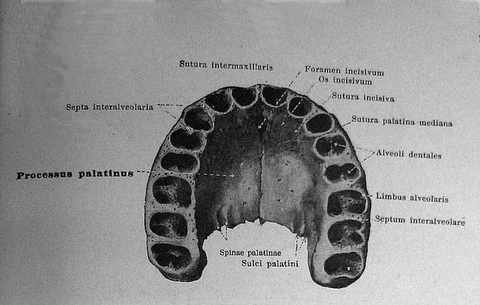 Sutura intermaxillaris
Foramen incisivum
Os incisivum
Sutura incisiva
Septa interalveolaria
Sutura palatina mediana
Alveoli dentales
Processus palatinus
Limbus alveolaris
Septum interalveolare
Spinae palatinae
Sulci palatini